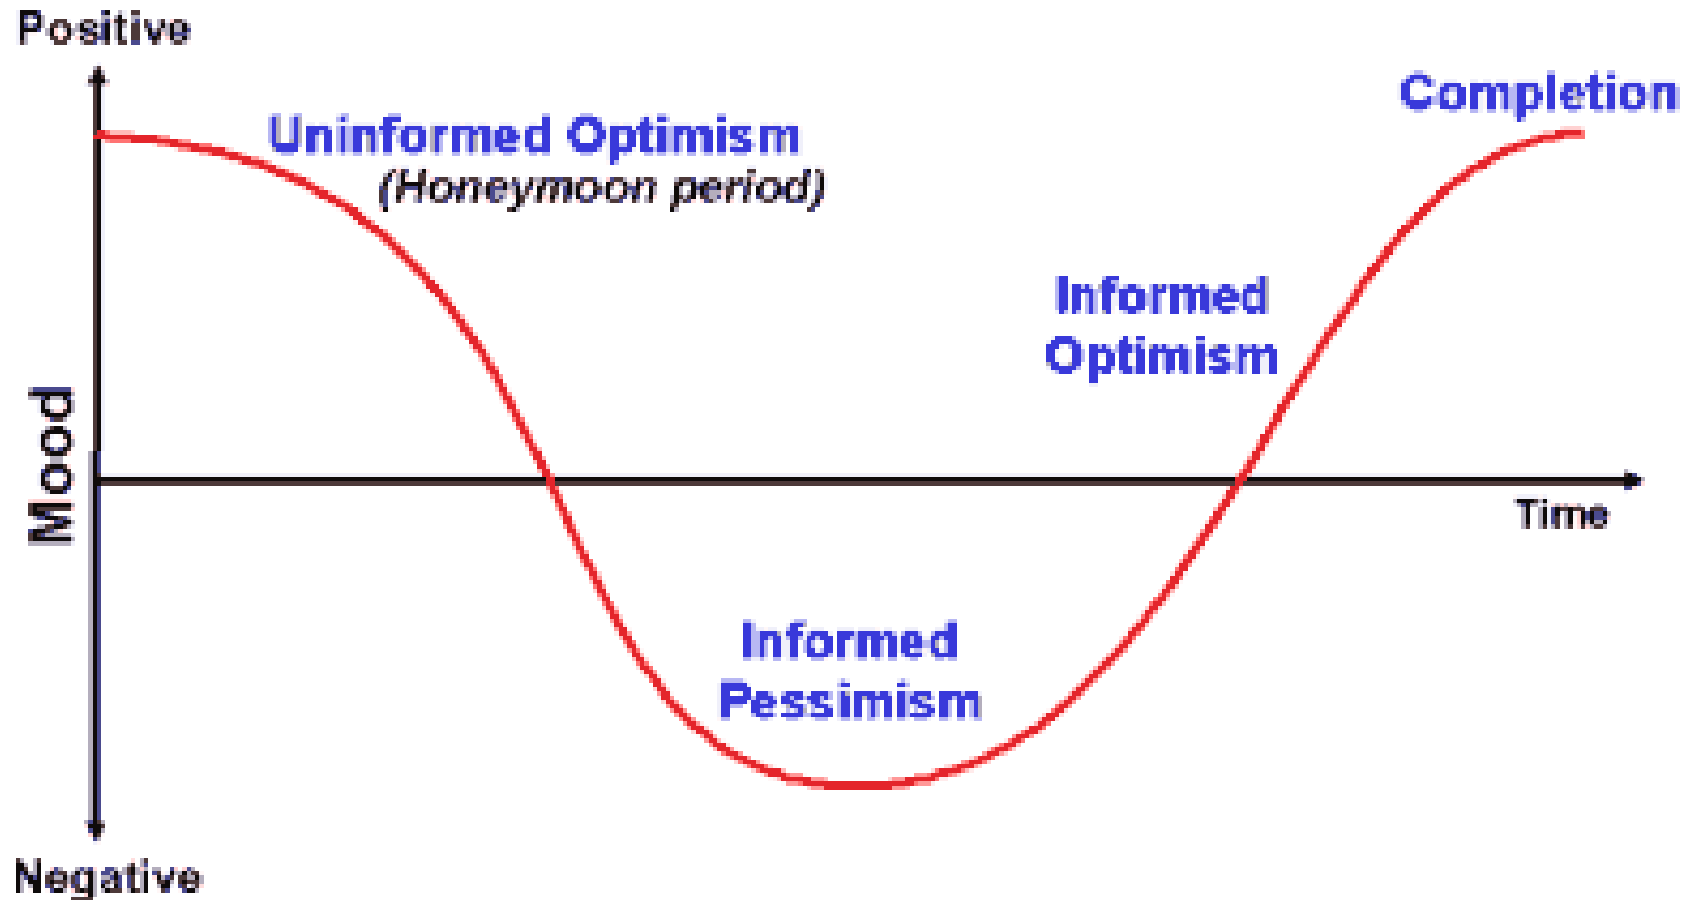 Positive
Completion
Uninformed Optimism
(Honeymoon period)
Informed
Optimism
Mood
Time
Informed
Pessimism
Negative